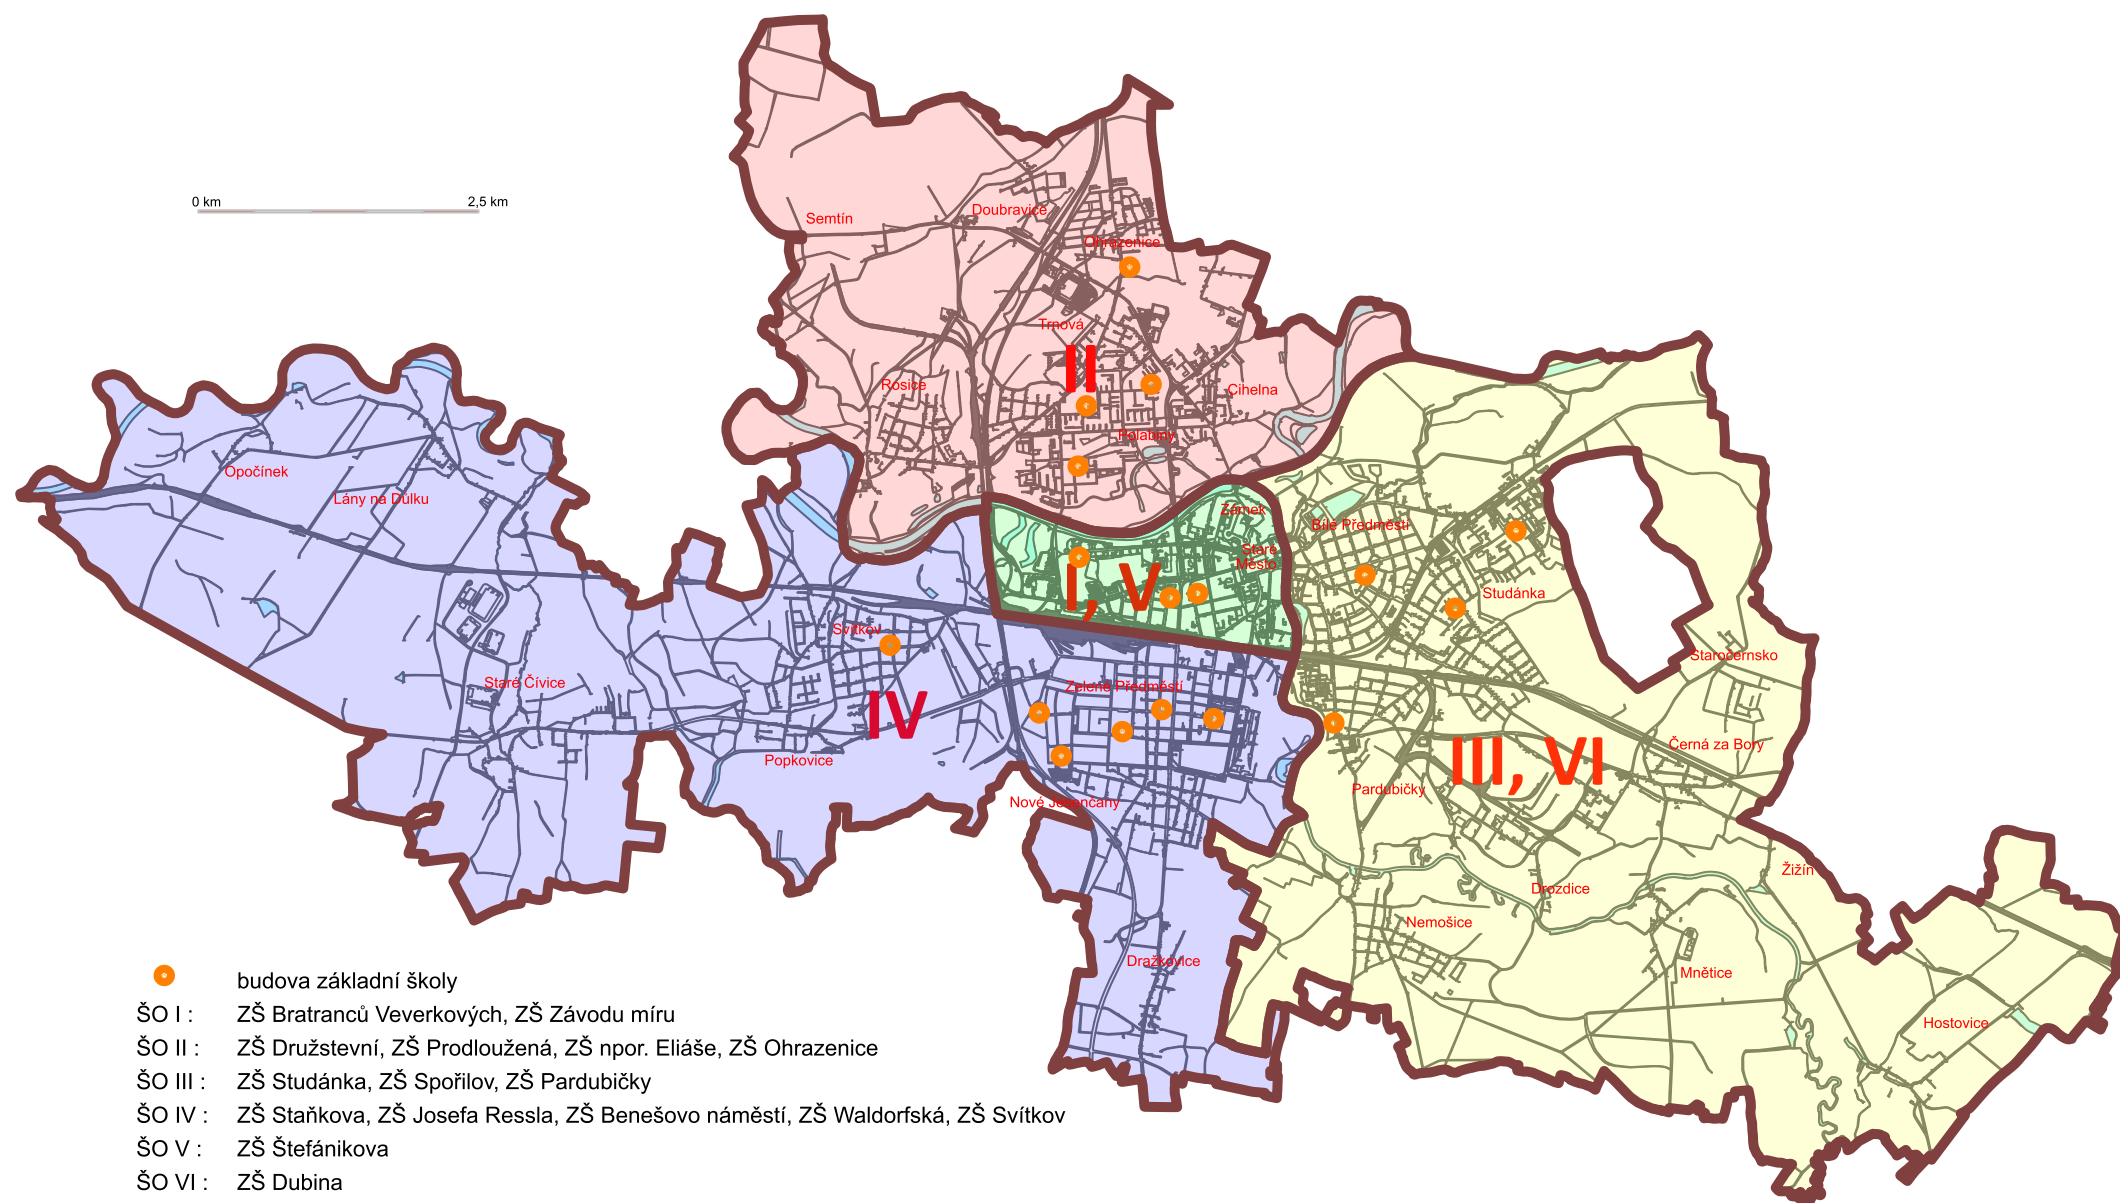 0 km 2,5 km
Semtín
Doubravice
Ohrazenice
Trnová
II
Rosice
Cihelna
Polabiny
Opočínek
Lány na Důlku
Zámek
Bílé Předměstí
Staré
Město
I, V
Studánka
Svítkov
Staročernsko
Staré Čívice
Zelené Předměstí
IV
III, VI
Černá za Bory
Popkovice
Pardubičky
Nové Jesenčany
Žižín
Drozdice
Nemošice
Dražkovice
Mnětice
Hostovice
budova základní školy
ŠO I : ZŠ Bratranců Veverkových, ZŠ Závodu míru
ŠO II : ZŠ Družstevní, ZŠ Prodloužená, ZŠ npor. Eliáše, ZŠ Ohrazenice
ŠO III : ZŠ Studánka, ZŠ Spořilov, ZŠ Pardubičky
ŠO IV : ZŠ Staňkova, ZŠ Josefa Ressla, ZŠ Benešovo náměstí, ZŠ Waldorfská, ZŠ Svítkov
ŠO V : ZŠ Štefánikova
ŠO VI : ZŠ Dubina